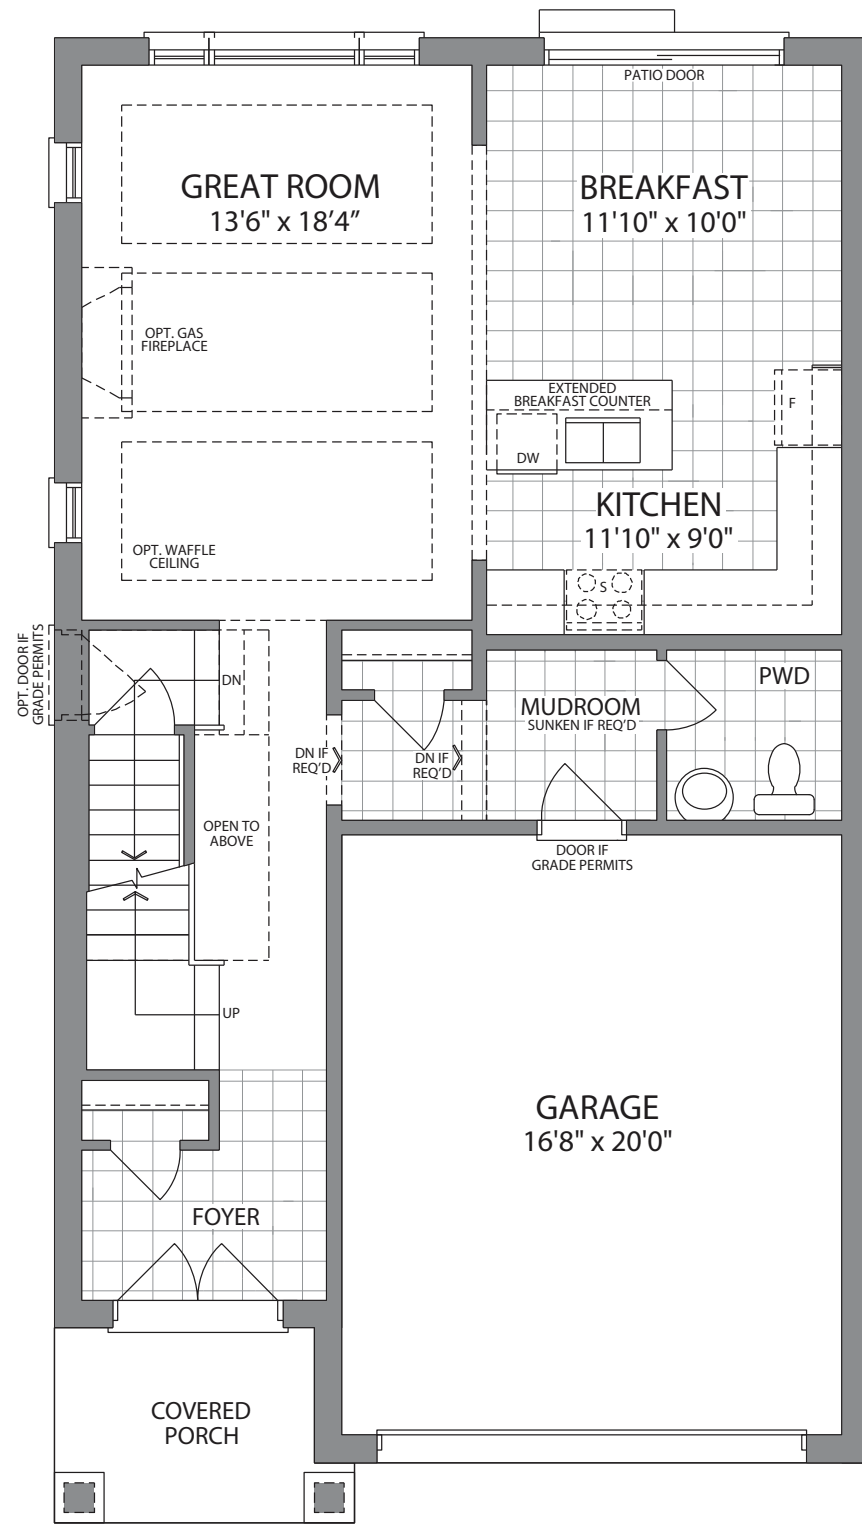 PATIO DOOR
GREAT ROOM
13'6" x 18'4"
BREAKFAST
11'10" x 10'0"
OPT. GAS
FIREPLACE
EXTENDED
BREAKFAST COUNTER
F
DW
KITCHEN
11'10" x 9'0"
S
OPT. WAFFLE
CEILING
OPT. DOOR IF
GRADE PERMITS
DN
MUDROOM
SUNKEN IF REQ'D
PWD
DN IF
REQ'D
DN IF
REQ'D
OPEN TO
ABOVE
DOOR IF
GRADE PERMITS
UP
GARAGE
16'8" x 20'0"
FOYER
COVERED
PORCH